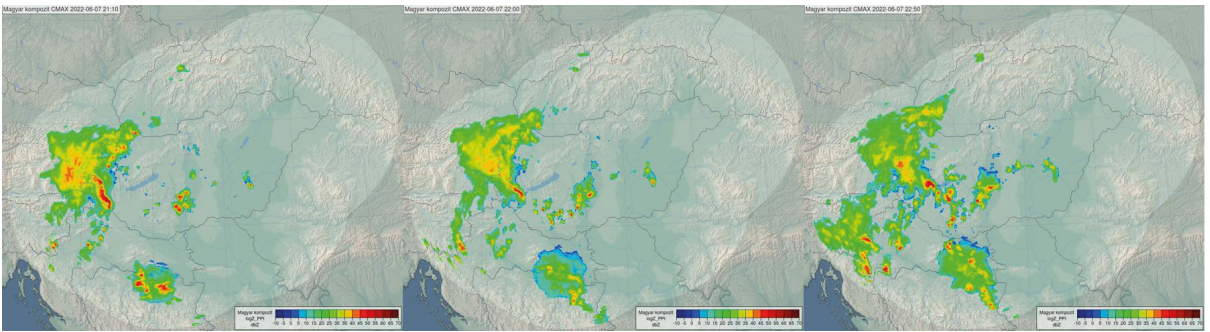 Magyar kompozit CMAX 2022-06-07 21:10
Magyar kompozit CMAX 2022-06-07 22:00
Magyar kompozit CMAX 2022-06-07 22:50
Magyar kompozit
logZ_PPI
dbZ
-10 -5 0 5 10 15 20 25 30 35 40 45 50 55 60 65 70
Magyar kompozit
logZ_PPI
dbZ
-10 -5 0 5 10 15 20 25 30 35 40 45 50 55 60 65 70
Magyar kompozit
logZ_PPI
dbZ
-10 -5 0 5 10 15 20 25 30 35 40 45 50 55 60 65 70